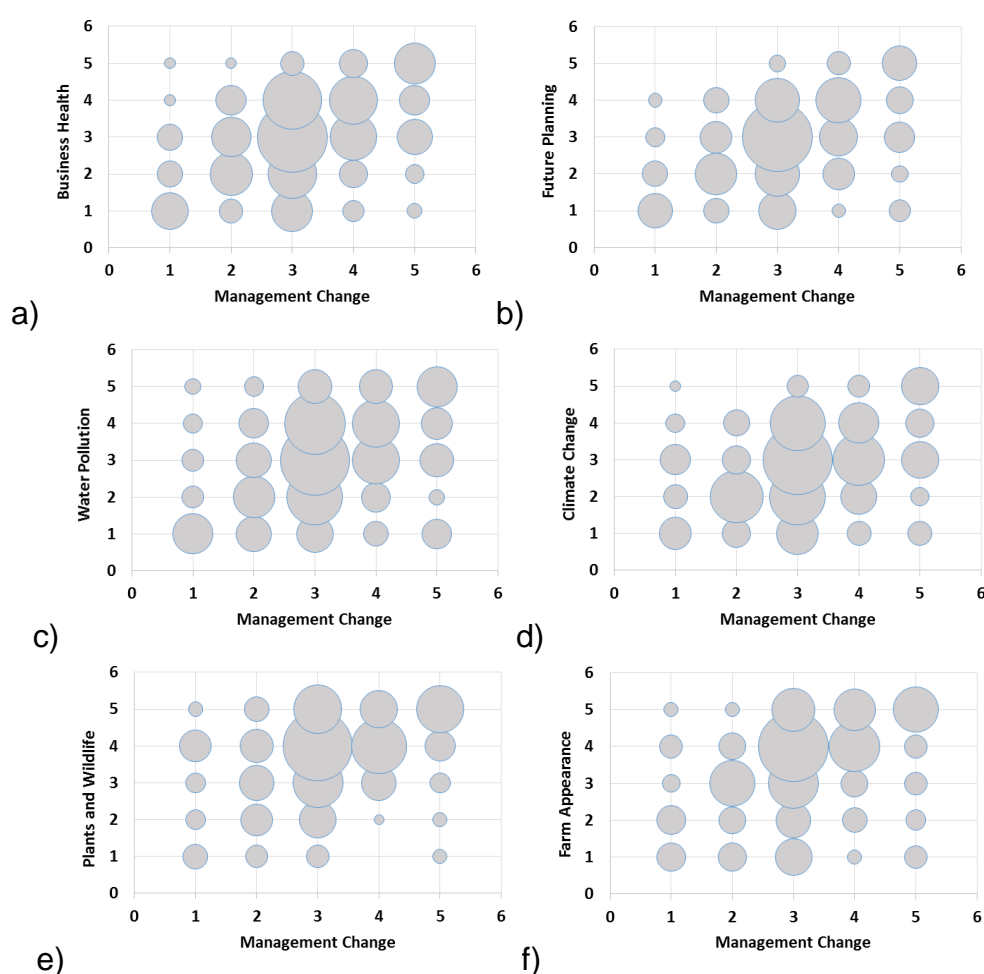 6
5
4
3
2
1
0
Business Health
0 1 2 3 4 5 6
Management Change
a)
6
5
4
3
2
1
0
Future Planning
0 1 2 3 4 5 6
Management Change
b)
6
5
4
3
2
1
0
Water Pollution
0 1 2 3 4 5 6
Management Change
c)
6
5
4
3
2
1
0
Climate Change
0 1 2 3 4 5 6
Management Change
d)
6
5
4
3
2
1
0
Plants and Wildlife
0 1 2 3 4 5 6
Management Change
e)
6
5
4
3
2
1
0
Farm Appearance
0 1 2 3 4 5 6
Management Change
f)